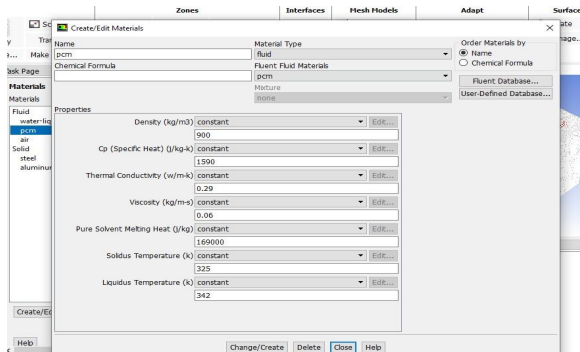 Zones Interfaces Mesh Models Adapt Surface
Create/Edit Materials
Name
pcm
Material Type
fluid
Order Materials by
Name
Chemical Formula
Chemical Formula
Fluent Fluid Materials
pcm
Mixture
none
Fluent Database...
User-Defined Database...
Properties
Density (kg/m3) constant Edit...
900
Cp (Specific Heat) (j/kg-k) constant Edit...
1590
Thermal Conductivity (w/m-k) constant Edit...
0.29
Viscosity (kg/m-s) constant Edit...
0.06
Pure Solvent Melting Heat (j/kg) constant Edit...
169000
Solidus Temperature (k) constant Edit...
325
Liquidus Temperature (k) constant Edit...
342
Change/Create Delete Close Help
Make
Task Page
Materials
Materials
Fluid
water-liq
pcm
air
Solid
steel
aluminum
Create/Ed
Help